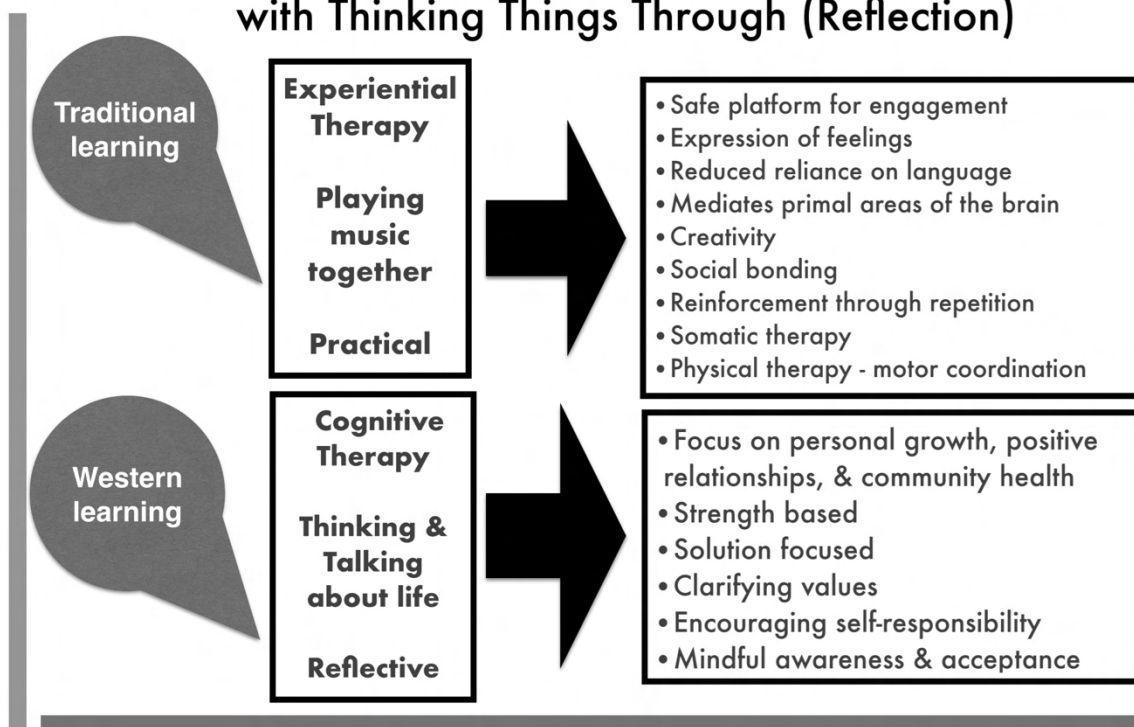 with Thinking Things Through (Reflection)
Traditional
learning
Experiential
Therapy
Playing
music
together
Practical
• Safe platform for engagement
• Expression of feelings
• Reduced reliance on language
• Mediates primal areas of the brain
• Creativity
• Social bonding
• Reinforcement through repetition
• Somatic therapy
• Physical therapy - motor coordination
Western
learning
Cognitive
Therapy
Thinking &
Talking
about life
Reflective
• Focus on personal growth, positive
relationships, & community health
• Strength based
• Solution focused
• Clarifying values
• Encouraging self-responsibility
• Mindful awareness & acceptance